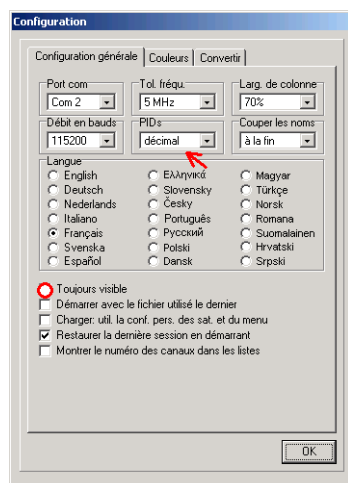 Configuration
Configuration générale Couleurs Convertir
Port com Tol. fréqu. Larg. de colonne
Com 2 5 MHz 70%
Débit en bauds PIDs Couper les noms
115200 décimal à la fin
Langue
English Ελληνικά Magyar
Deutsch Slovensky Türkçe
Nederlands Česky Norsk
Italiano Português Romana
Français Русский Suomalainen
Svenska Polski Hrvatski
Español Dansk Srpski
Toujours visible
Démarrer avec le fichier utilisé le dernier
Charger: util. la conf. pers. des sat. et du menu
Restaurer la dernière session en démarrant
Montrer le numéro des canaux dans les listes
OK